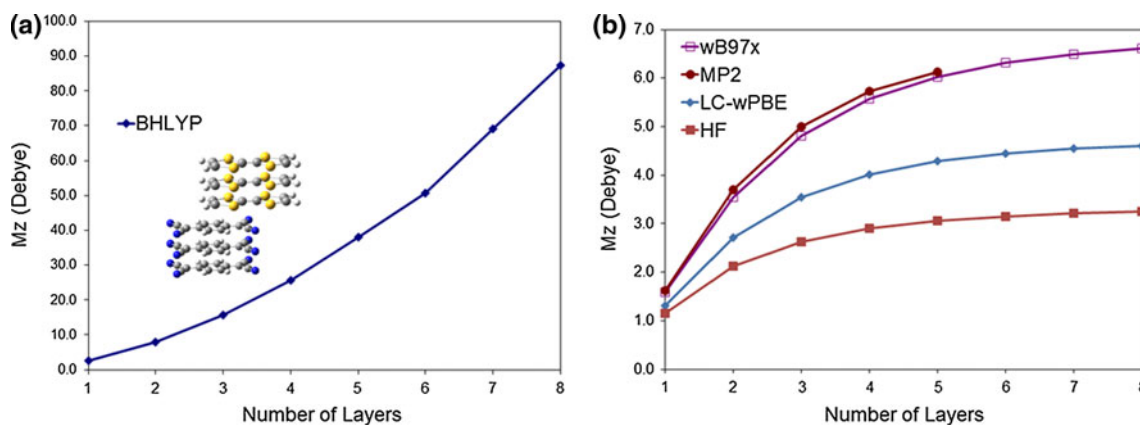 (a)
100.0
90.0
80.0
70.0
60.0
50.0
40.0
30.0
20.0
10.0
0.0
Mz (Debye)
BHLYP
1 2 3 4 5 6 7 8
Number of Layers
(b)
7.0
6.0
5.0
4.0
3.0
2.0
1.0
0.0
Mz (Debye)
wB97x
MP2
LC-wPBE
HF
1 2 3 4 5 6 7 8
Number of Layers